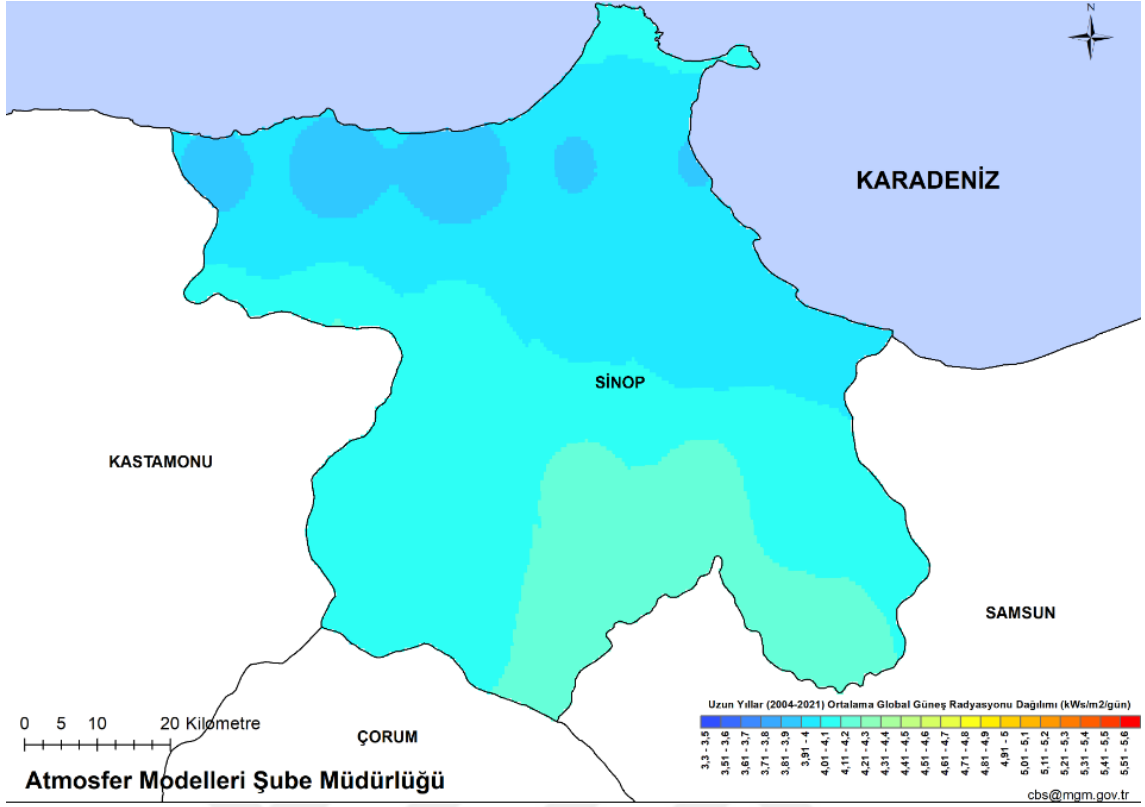 N
KARADENİZ
SİNOP
KASTAMONU
SAMSUN
ÇORUM
0 5 10 20 Kilometre
Atmosfer Modelleri Şube Müdürlüğü
Uzun Yıllar (2004-2021) Ortalama Global Güneş Radyasyonu Dağılımı (kWs/m2/gün)
3,3 - 3,5
3,51 - 3,6
3,61 - 3,7
3,71 - 3,8
3,81 - 3,9
3,91 - 4
4,01 - 4,1
4,11 - 4,2
4,21 - 4,3
4,31 - 4,4
4,41 - 4,5
4,51 - 4,6
4,61 - 4,7
4,71 - 4,8
4,81 - 4,9
4,91 - 5
5,01 - 5,1
5,11 - 5,2
5,21 - 5,3
5,31 - 5,4
5,41 - 5,5
5,51 - 5,6
cbs@mgm.gov.tr